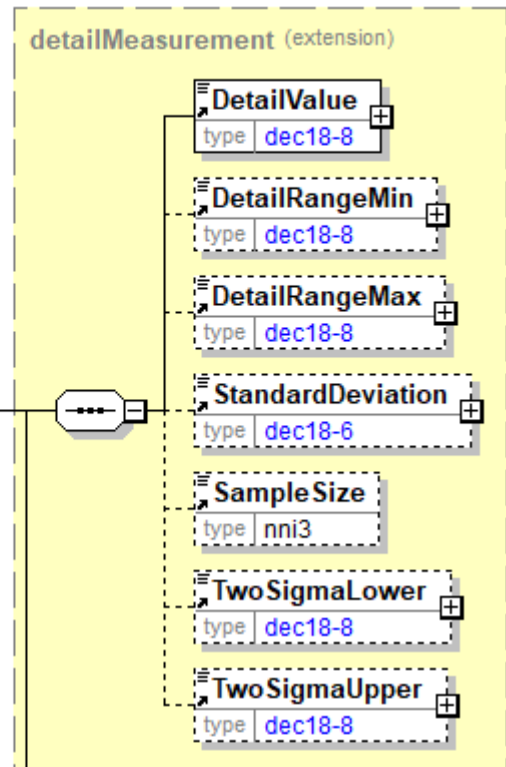 detailMeasurement (extension)
DetailValue
type dec18-8
DetailRangeMin
type dec18-8
DetailRangeMax
type dec18-8
StandardDeviation
type dec18-6
SampleSize
type nni3
TwoSigmaLower
type dec18-8
TwoSigmaUpper
type dec18-8